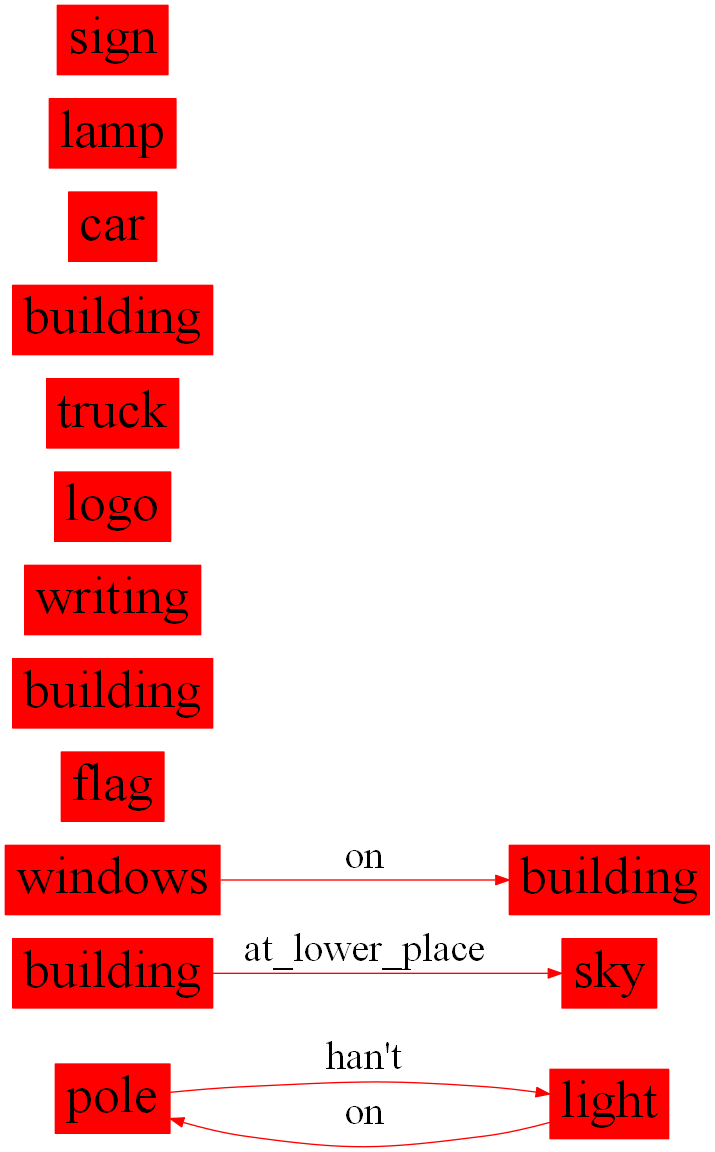 sign
lamp
car
building
truck
logo
writing
building
flag
windows on building
building at_lower_place sky
pole han't light
on